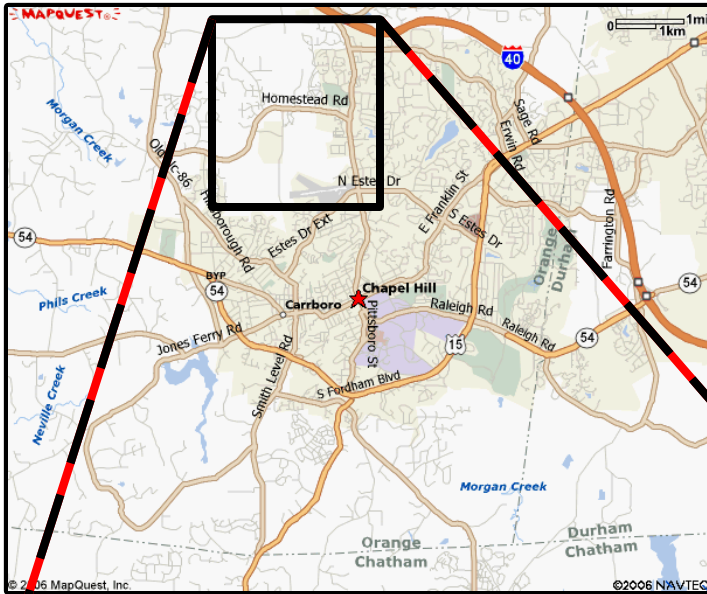 MAPQUEST
0 1mi
1km
40
Homestead Rd
Morgan Creek
Sage Rd
Erwin Rd
Old Nc-86
N Estes Dr
Hillsborough Rd
E Franklin St
S Estes Dr
Farrington Rd
Estes Dr Ext
Orange
Durham
54
BYP
54
Chapel Hill
54
Phils Creek
Carrboro
Pittsboro St
Raleigh Rd
Raleigh Rd
Jones Ferry Rd
15
54
Smith Level Rd
S Fordham Blvd
Neville Creek
Morgan Creek
Orange
Chatham
Durham
Chatham
MapQuest, Inc.
©2006 NAVTEC